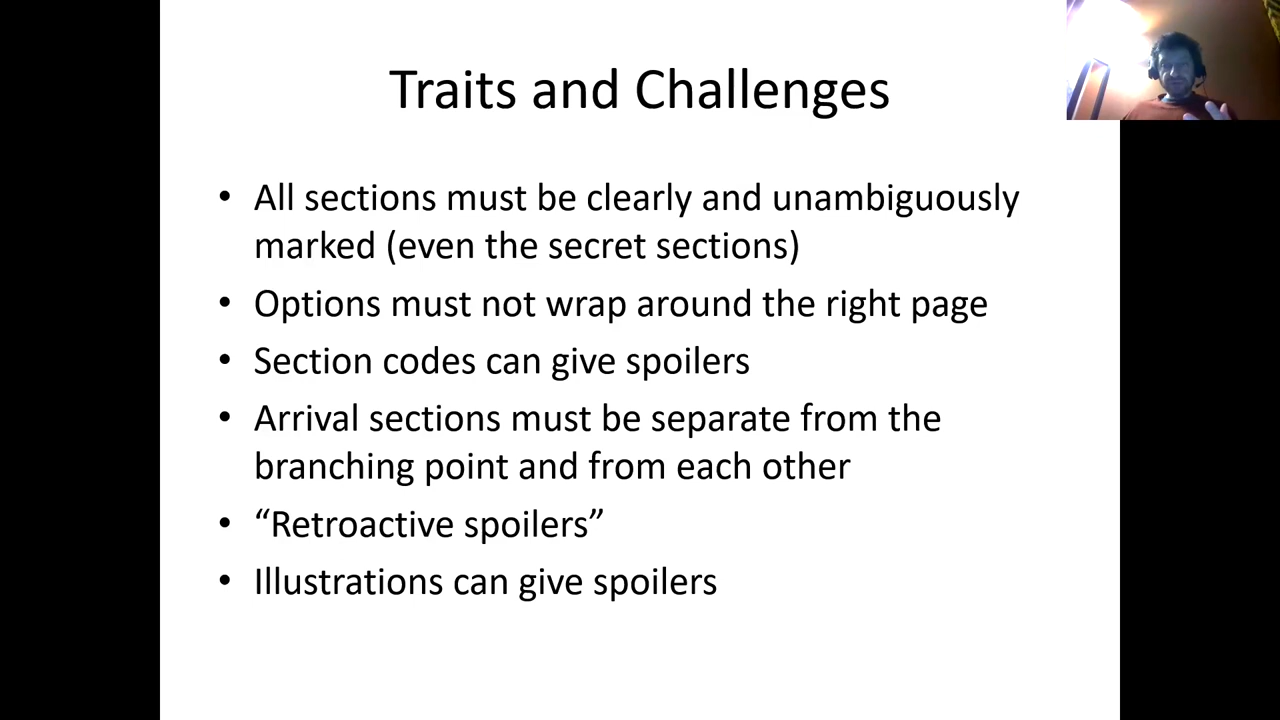 Traits and Challenges
• All sections must be clearly and unambiguously
marked (even the secret sections)
• Options must not wrap around the right page
• Section codes can give spoilers
• Arrival sections must be separate from the
branching point and from each other
• “Retroactive spoilers”
• Illustrations can give spoilers